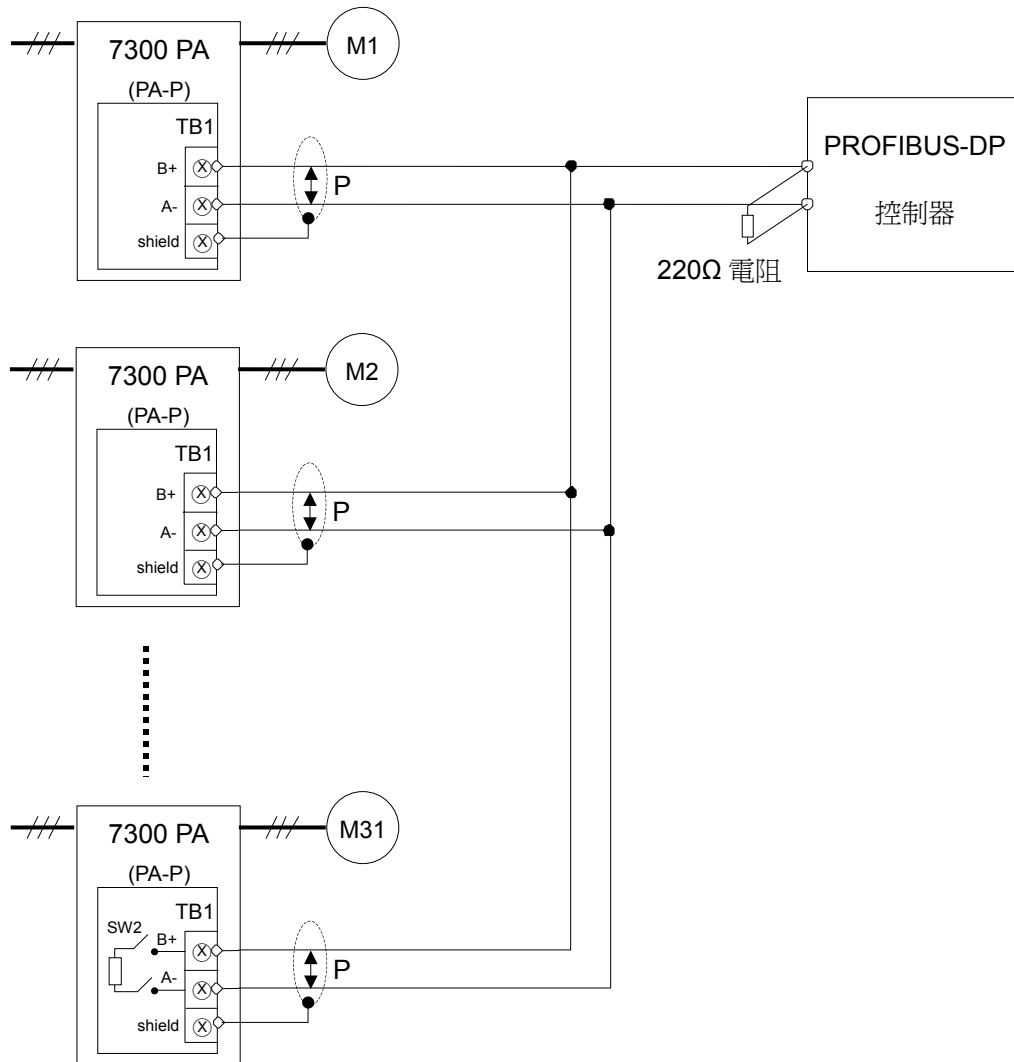 7300 PA
(PA-P)
TB1
B+
A-
shield
P
M1
PROFIBUS-DP
控制器
220Ω 電阻
7300 PA
(PA-P)
TB1
B+
A-
shield
P
M2
7300 PA
(PA-P)
TB1
SW2
B+
A-
shield
P
M31